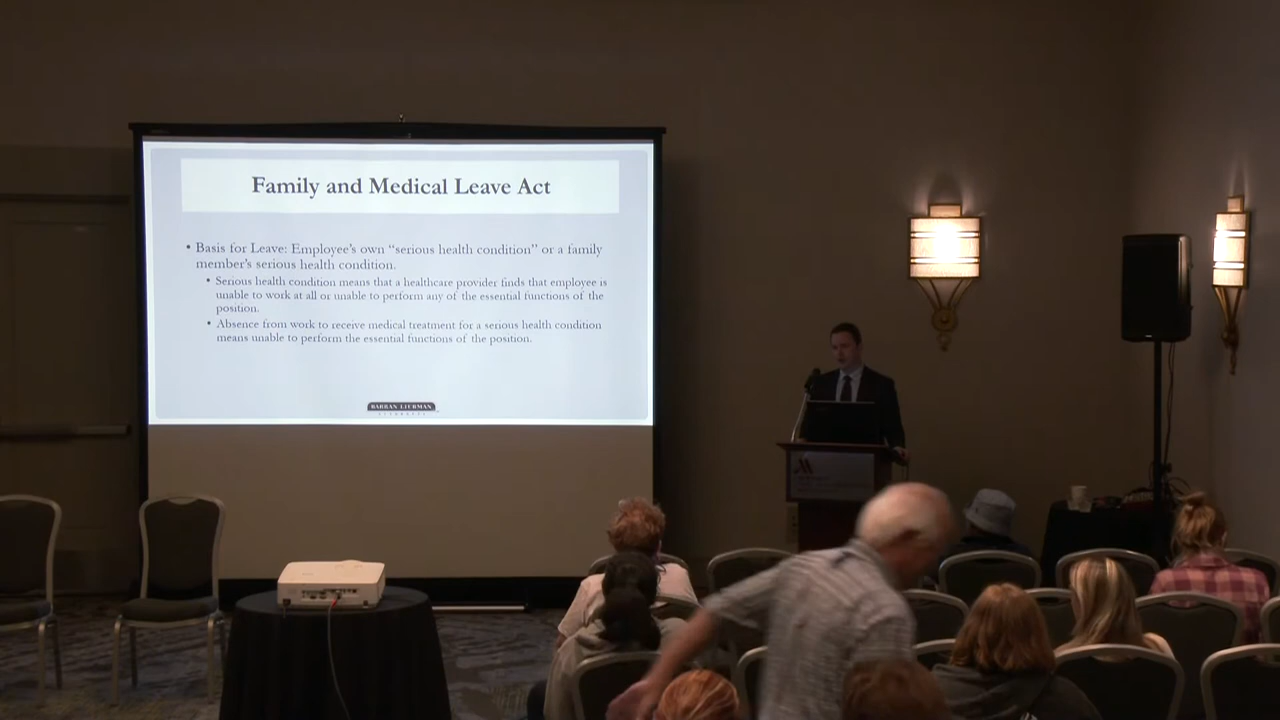 Family and Medical Leave Act
• Basis for Leave: Employee's own “serious health condition” or a family
member's serious health condition.
• Serious health condition means that a healthcare provider finds that employee is
unable to work at all or unable to perform any of the essential functions of the
position.
• Absence from work to receive medical treatment for a serious health condition
means unable to perform the essential functions of the position.
BARRAN LIEBMAN